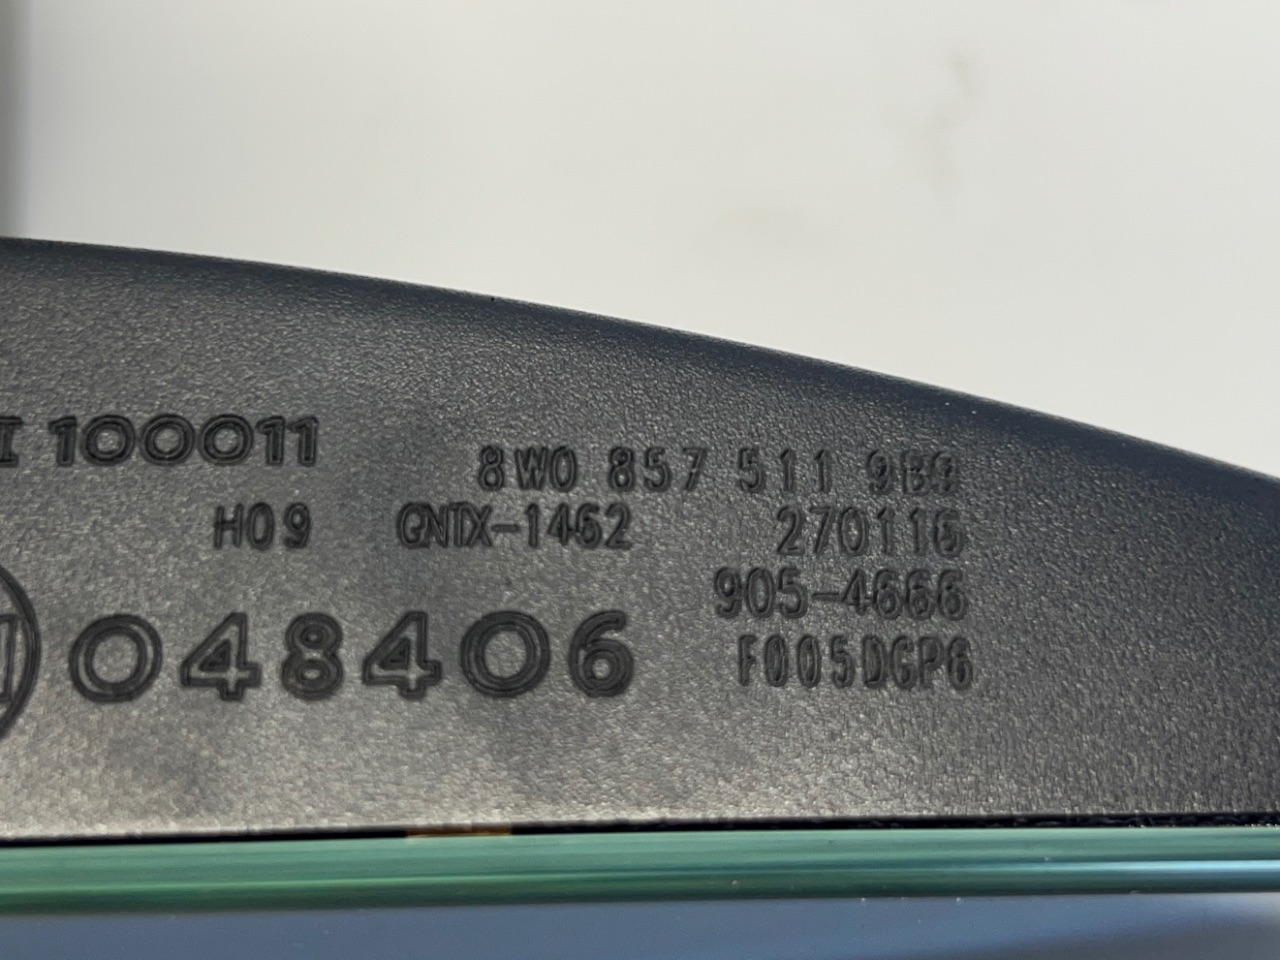 I 100011
8W0 857 511 9B9
H09 GNTX-1462 270116
905-4666
048406 F005DGP6